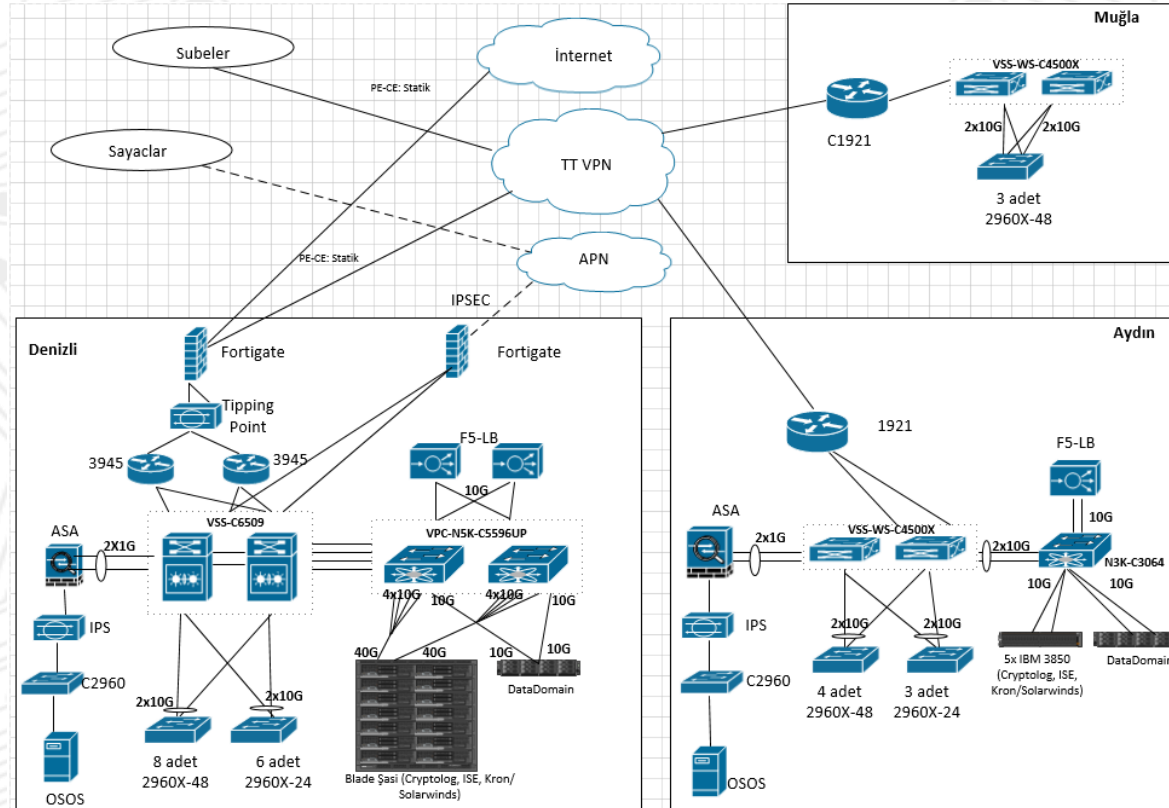 Muğla
VSS-WS-C4500X
2x10G
2x10G
C1921
3 adet
2960X-48
Subeler
İnternet
PE-CE: Statik
Sayaclar
TT VPN
PE-CE: Statik
APN
IPSEC
Denizli
Fortigate
Fortigate
Tipping
Point
3945
3945
F5-LB
10G
VSS-C6509
VPC-N5K-C5596UP
ASA
2X1G
4x10G
10G
4x10G
10G
IPS
40G
40G
10G
10G
DataDomain
C2960
2x10G
2x10G
8 adet
2960X-48
6 adet
2960X-24
Blade Şasi (Cryptolog, ISE, Kron/
Solarwinds)
OSOS
Aydın
1921
F5-LB
10G
ASA
VSS-WS-C4500X
2x1G
2x10G
N3K-C3064
10G
10G
IPS
2x10G
2x10G
5x IBM 3850
(Cryptolog, ISE,
Kron/Solarwinds)
DataDomain
C2960
4 adet
2960X-48
3 adet
2960X-24
OSOS